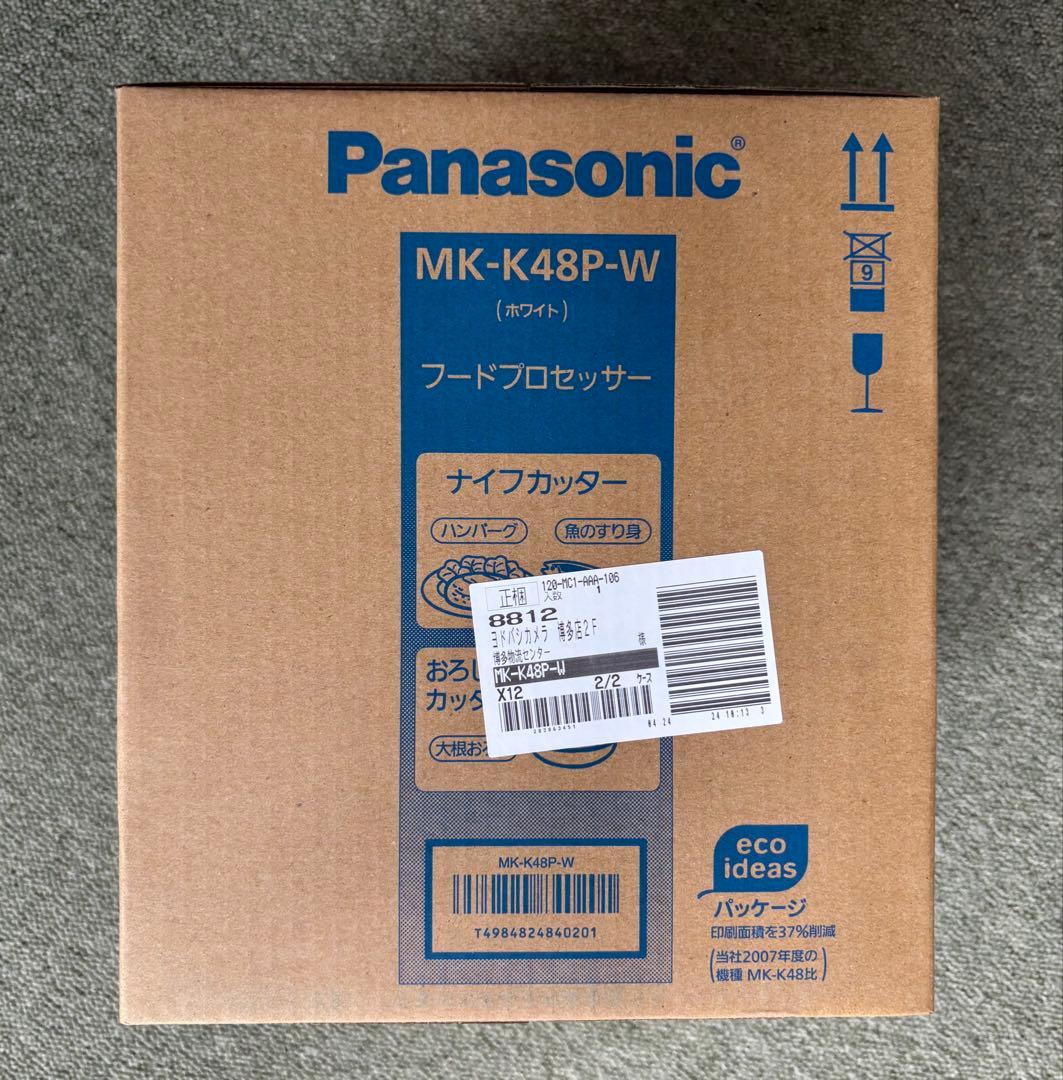 Panasonic®
MK-K48P-W
(ホワイト)
フードプロセッサー
9
ナイフカッター
ハンバーグ
魚のすり身
正梱
120-MC1-AAA-106
入数 1
8812
ヨドバシカメラ 博多店2F
様
博多物流センター
MK-K48P-W
X12
2/2 ケース
04 24
24 10:13 3
おろし
カッタ
大根お
MK-K48P-W
T4984824840201
eco
ideas
パッケージ
印刷面積を37%削減
(当社2007年度の
機種 MK-K48比)